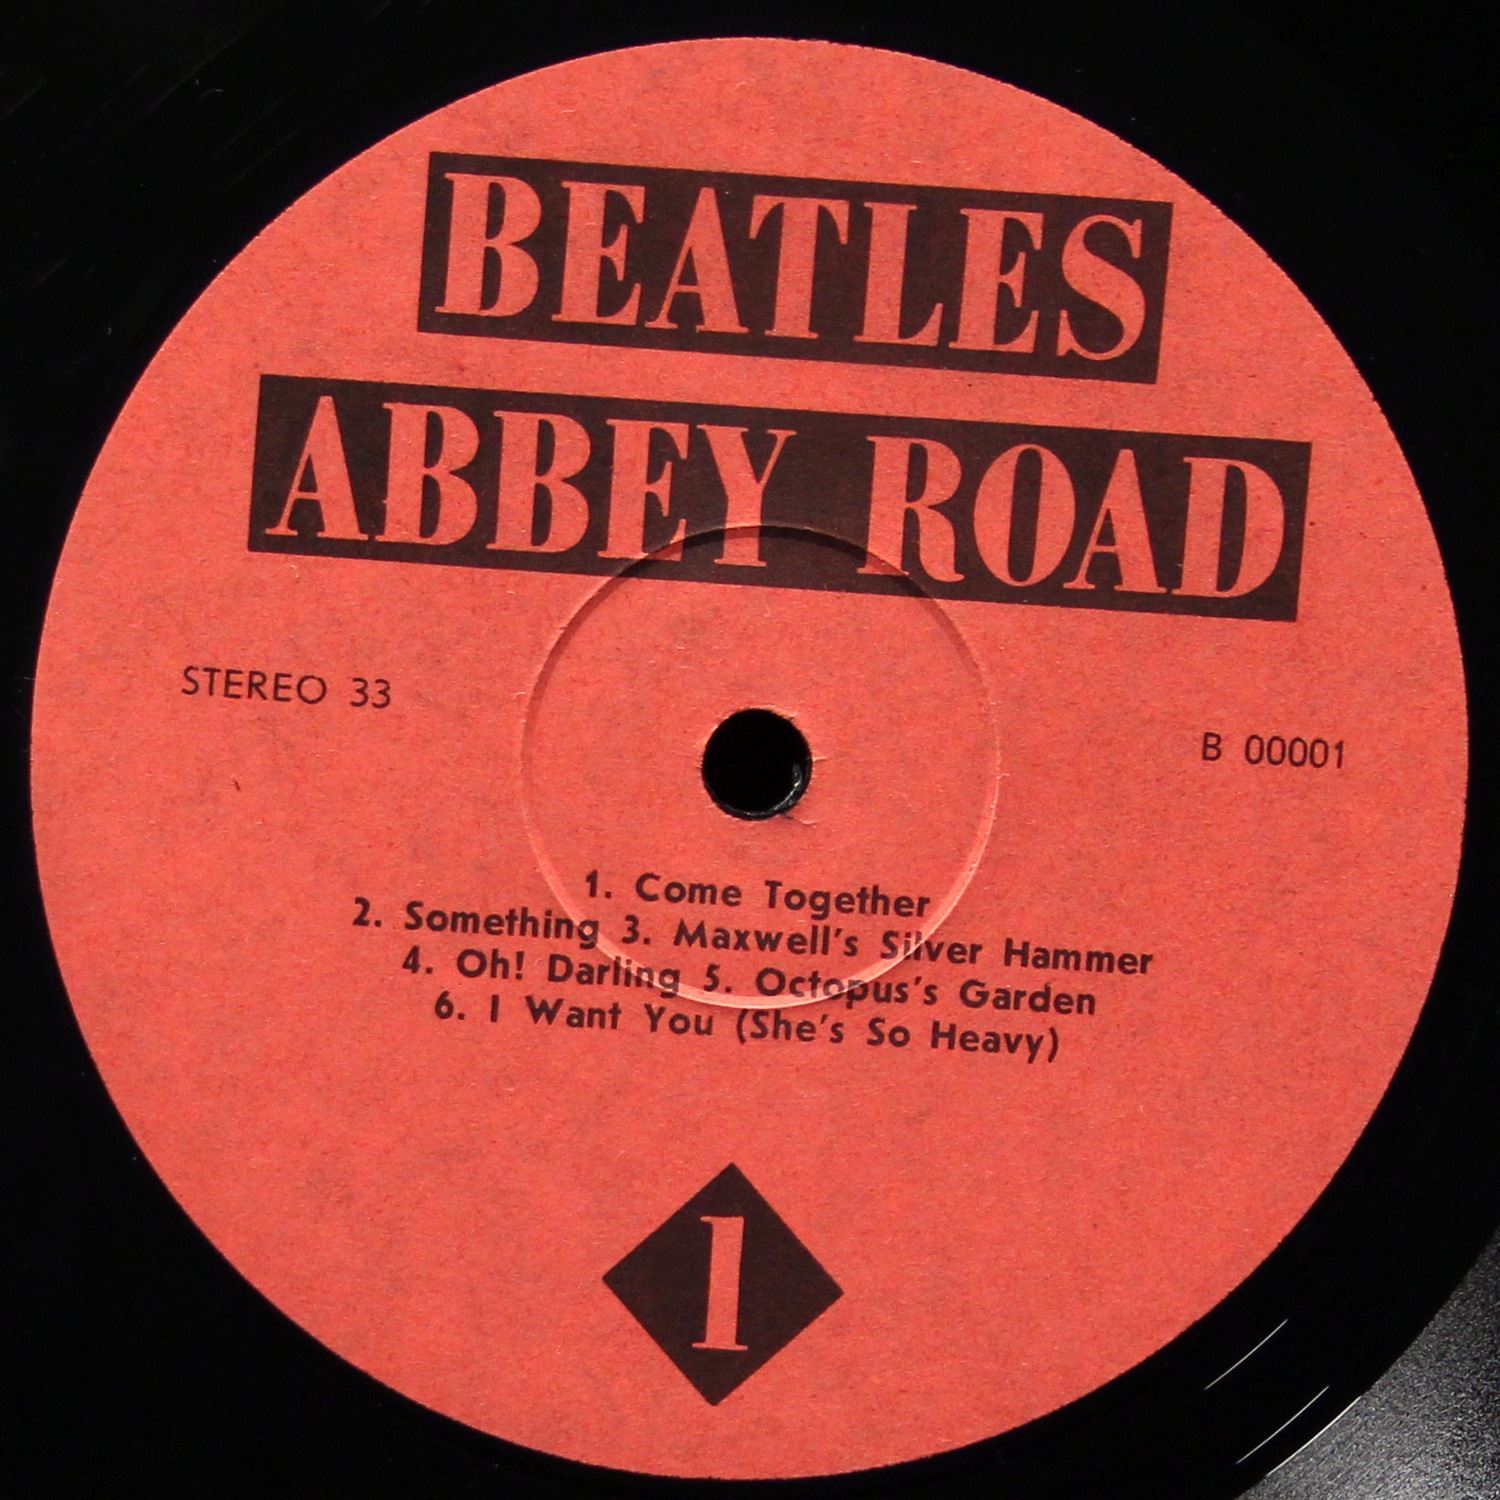 BEATLES
ABBEY ROAD
STEREO 33
B 00001
1. Come Together
2. Something 3. Maxwell's Silver Hammer
4. Oh! Darling 5. Octopus's Garden
6. I Want You (She's So Heavy)
1